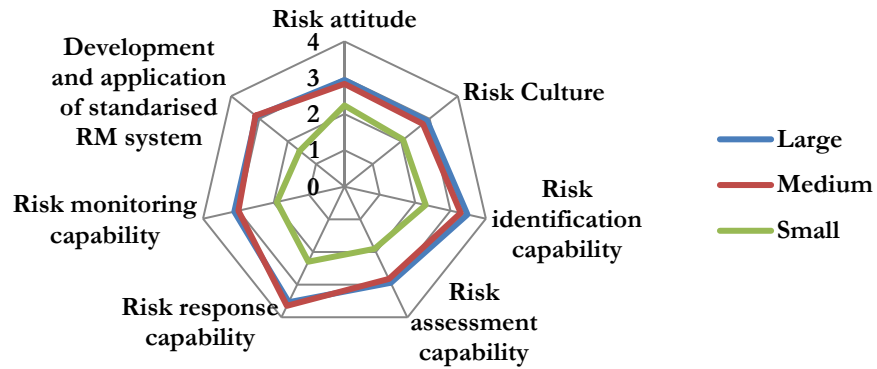 Risk attitude
4
3
2
1
0
Risk Culture
Risk
identification
capability
Risk
assessment
capability
Risk response
capability
Risk monitoring
capability
Development
and application
of standarised
RM system
Large
Medium
Small